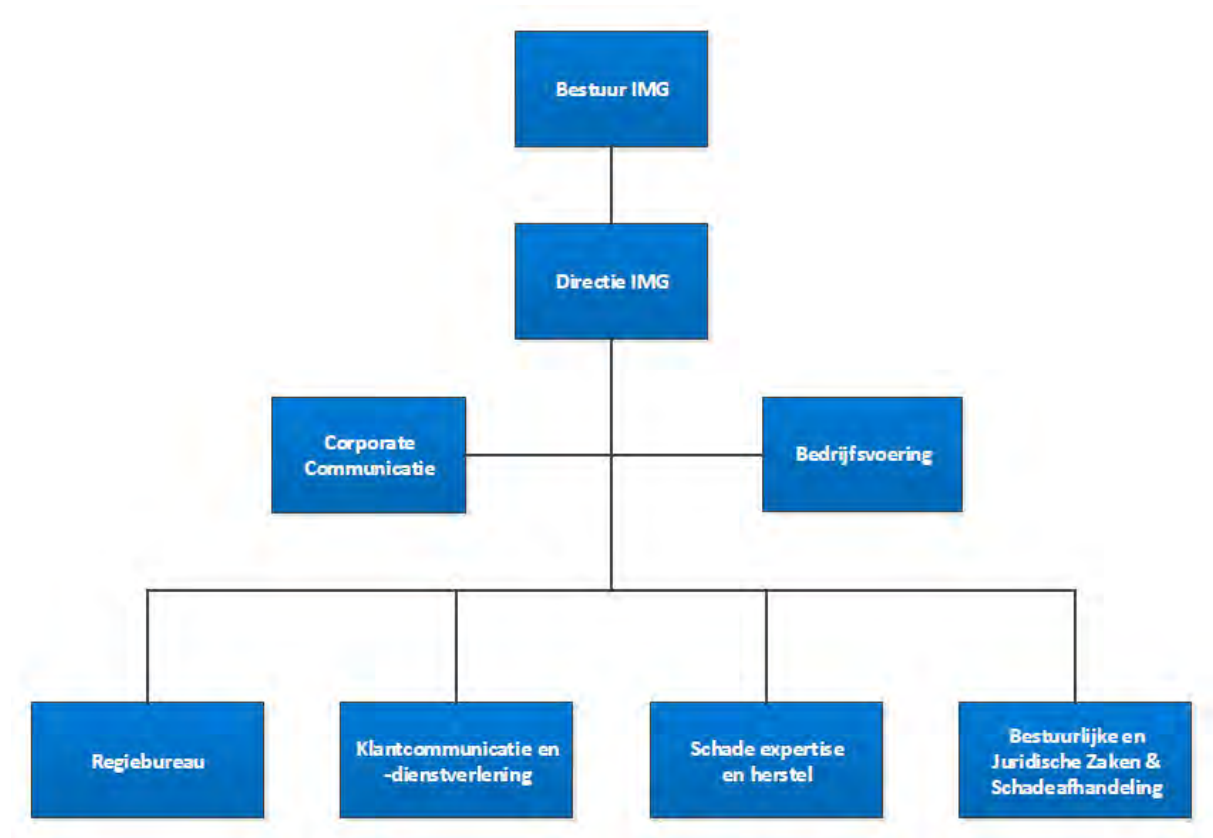 Bestuur IMG
Directie IMG
Corporate
Communicatie
Bedrijfsvoering
Regiebureau
Klantcommunicatie en
-dienstverlening
Schade expertise
en herstel
Bestuurlijke en
Juridische Zaken &
Schadeafhandeling